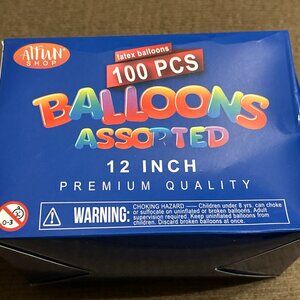 AIFUN
SHOP
latex balloons
100 PCS
BALLOONS
ASSORTED
12 INCH
PREMIUM QUALITY
0-3
WARNING:
CHOKING HAZARD — Children under 8 yrs. can choke
or suffocate on uninflated or broken balloons. Adult
supervision required. Keep uninflated balloons from
children. Discard broken balloons at once.